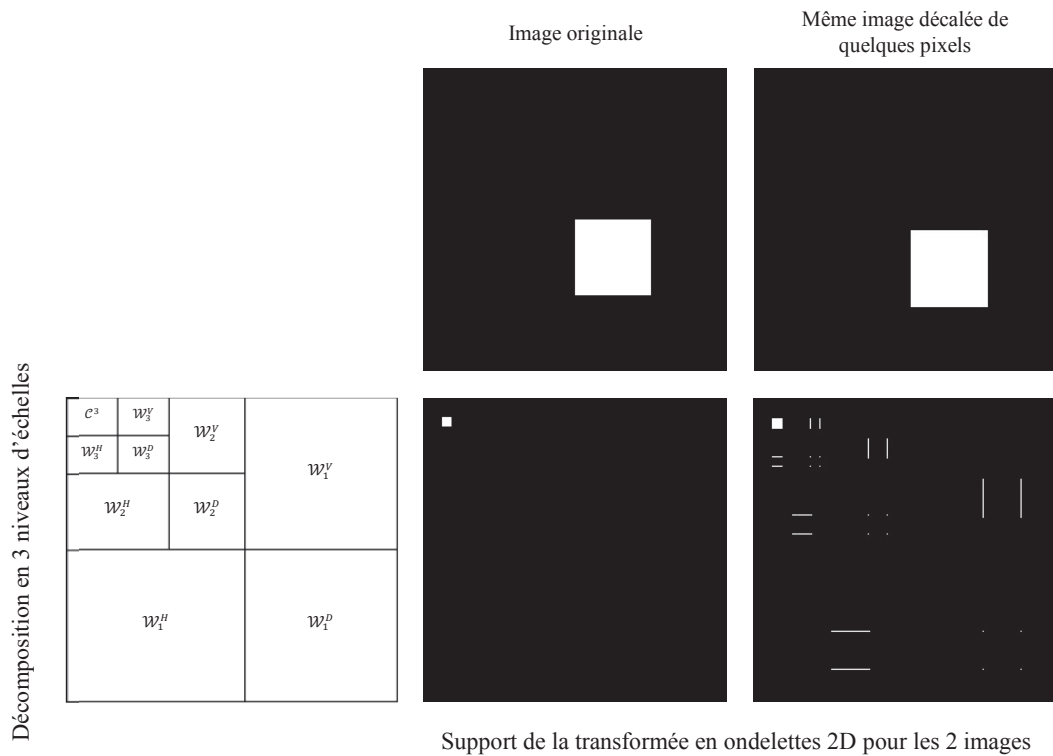 Image originale
Même image décalée de
quelques pixels
Décomposition en 3 niveaux d'échelles
𝒞³ 𝒲₃ⱽ
𝒲₂ⱽ
𝒲₃ᴴ 𝒲₃ᴰ
𝒲₁ⱽ
𝒲₂ᴴ 𝒲₂ᴰ
𝒲₁ᴴ 𝒲₁ᴰ
Support de la transformée en ondelettes 2D pour les 2 images